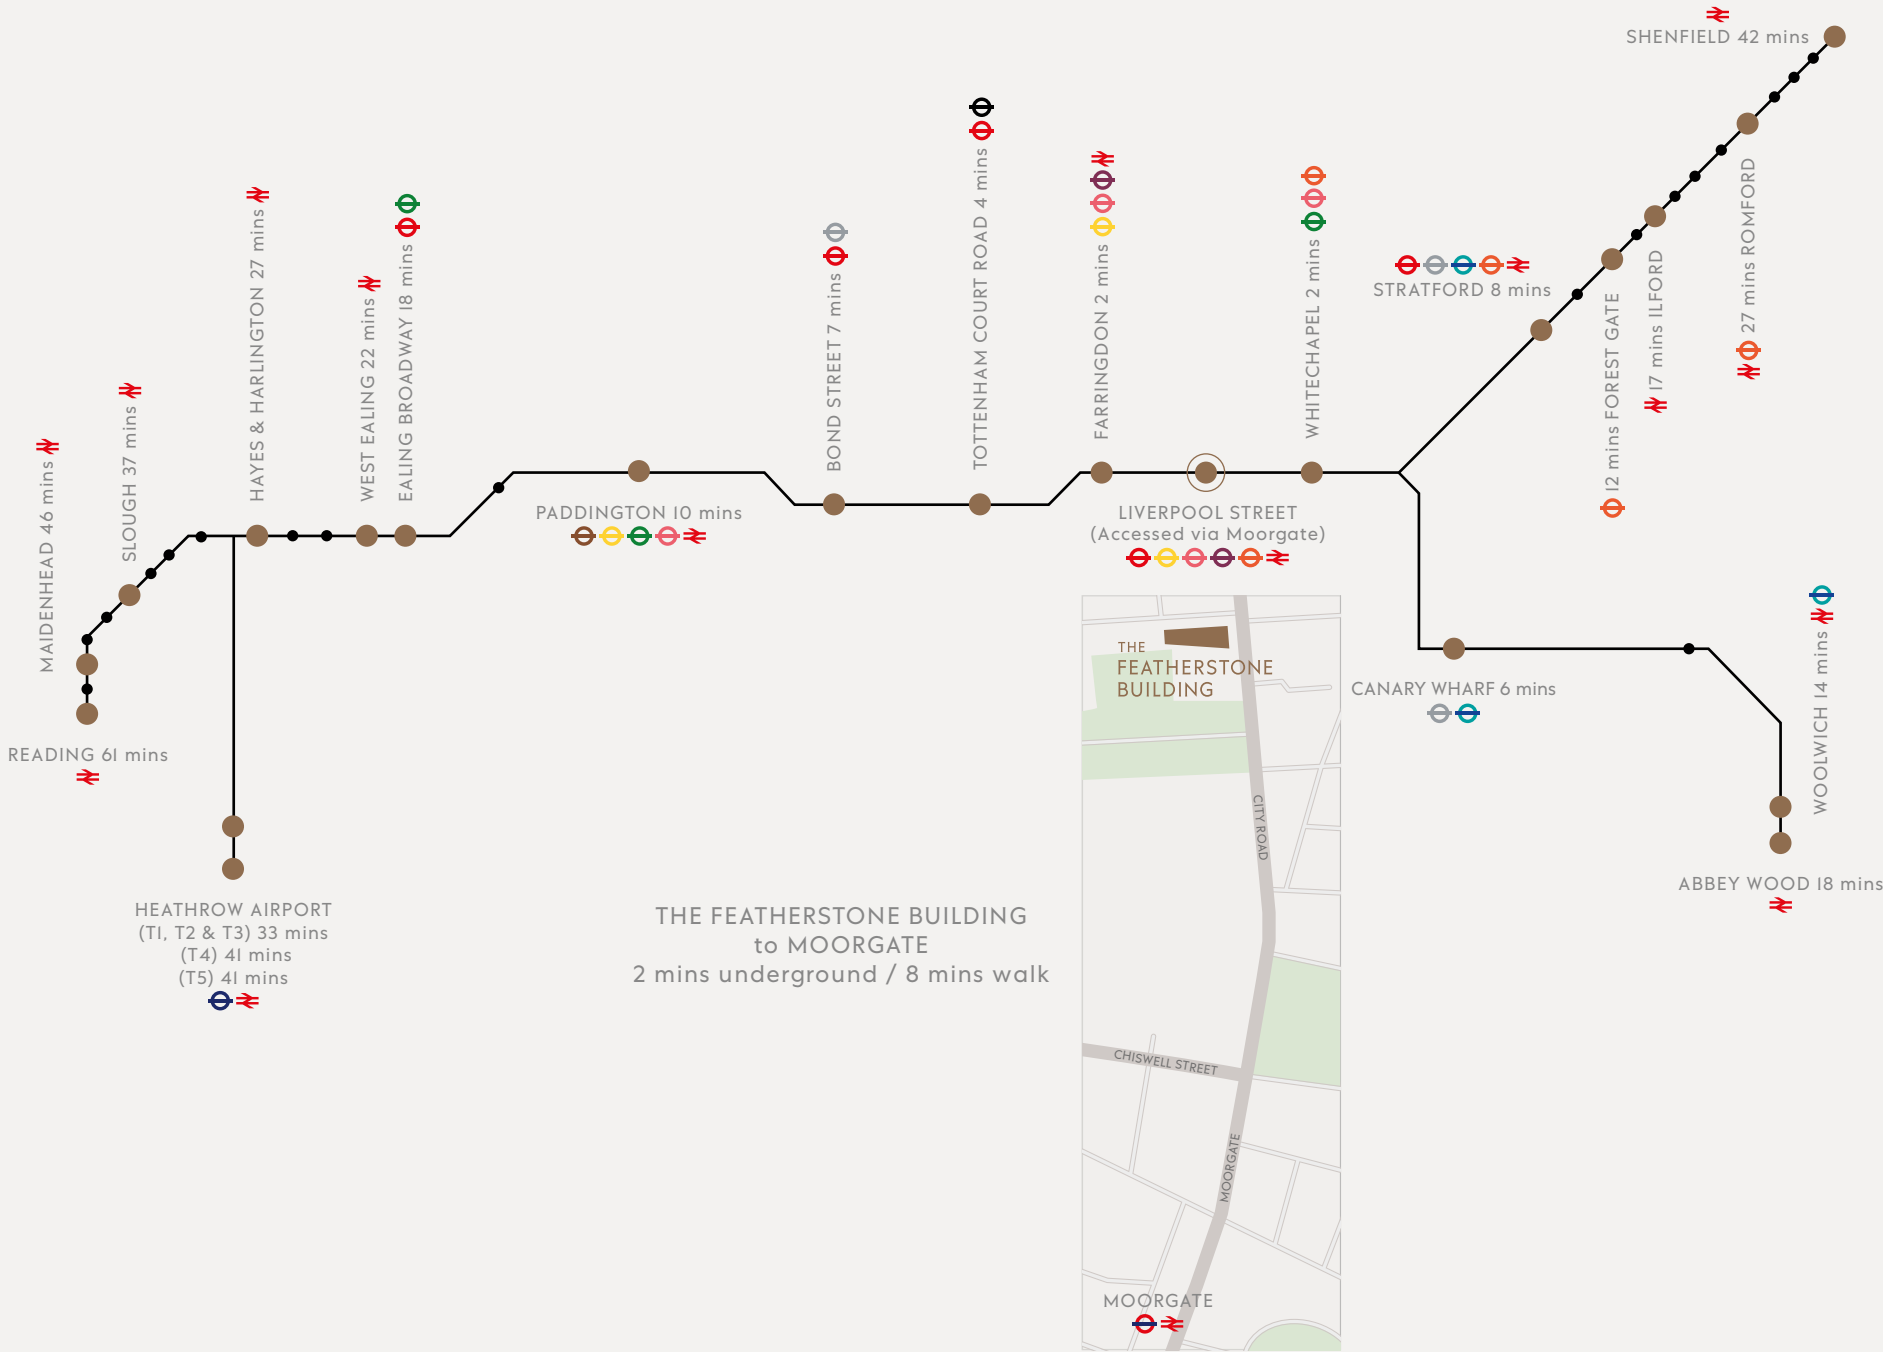 SHENFIELD 42 mins
27 mins ROMFORD
17 mins ILFORD
12 mins FOREST GATE
STRATFORD 8 mins
WHITECHAPEL 2 mins
FARRINGDON 2 mins
TOTTENHAM COURT ROAD 4 mins
BOND STREET 7 mins
EALING BROADWAY 18 mins
WEST EALING 22 mins
HAYES & HARLINGTON 27 mins
SLOUGH 37 mins
MAIDENHEAD 46 mins
PADDINGTON 10 mins
LIVERPOOL STREET
(Accessed via Moorgate)
READING 61 mins
CANARY WHARF 6 mins
WOOLWICH 14 mins
ABBEY WOOD 18 mins
HEATHROW AIRPORT
(T1, T2 & T3) 33 mins
(T4) 41 mins
(T5) 41 mins
THE FEATHERSTONE BUILDING
to MOORGATE
2 mins underground / 8 mins walk
THE
FEATHERSTONE
BUILDING
CITY ROAD
CHISWELL STREET
MOORGATE
MOORGATE